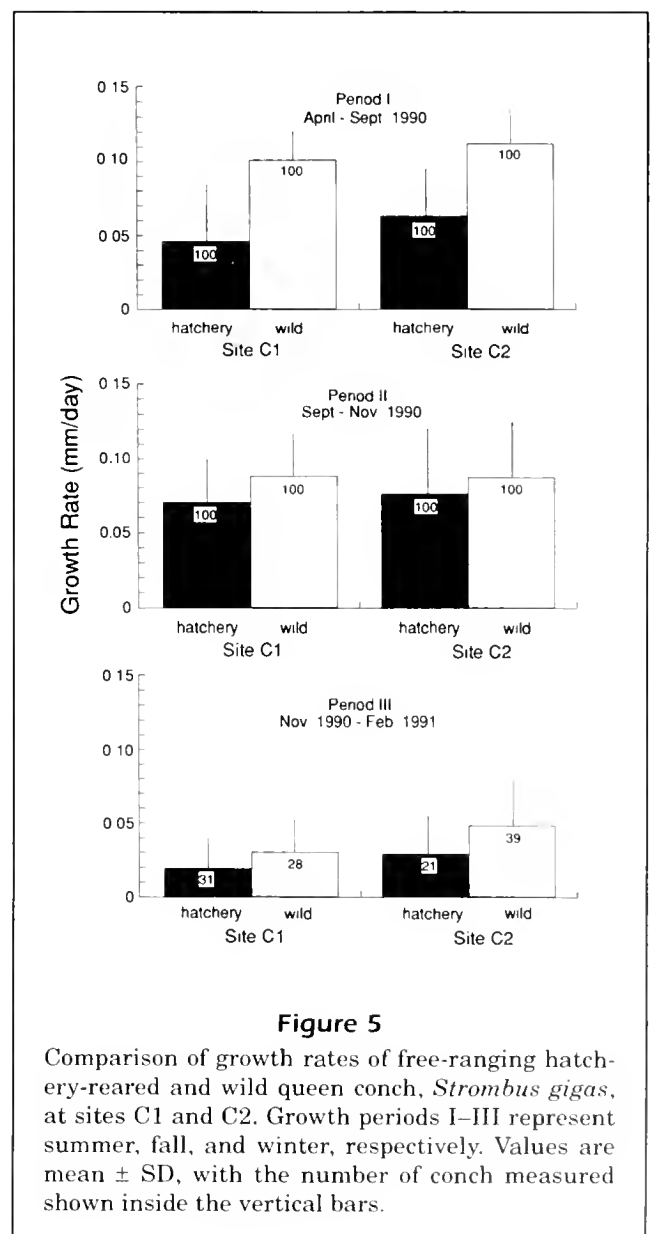 Growth Rate (mm/day)
0 15
0 10
0 05
0
Period I
April - Sept 1990
100
100
100
100
hatchery wild hatchery wild
Site C1 Site C2
0 15
0.10
0.05
0
Period II
Sept - Nov 1990
100
100
100
100
hatchery wild hatchery wild
Site C1 Site C2
0 15
0 10
0 05
0
Period III
Nov 1990 - Feb 1991
31
28
21
39
hatchery wild hatchery wild
Site C1 Site C2
Figure 5
Comparison of growth rates of free-ranging hatch-
ery-reared and wild queen conch, Strombus gigas,
at sites C1 and C2. Growth periods I–III represent
summer, fall, and winter, respectively. Values are
mean ± SD, with the number of conch measured
shown inside the vertical bars.